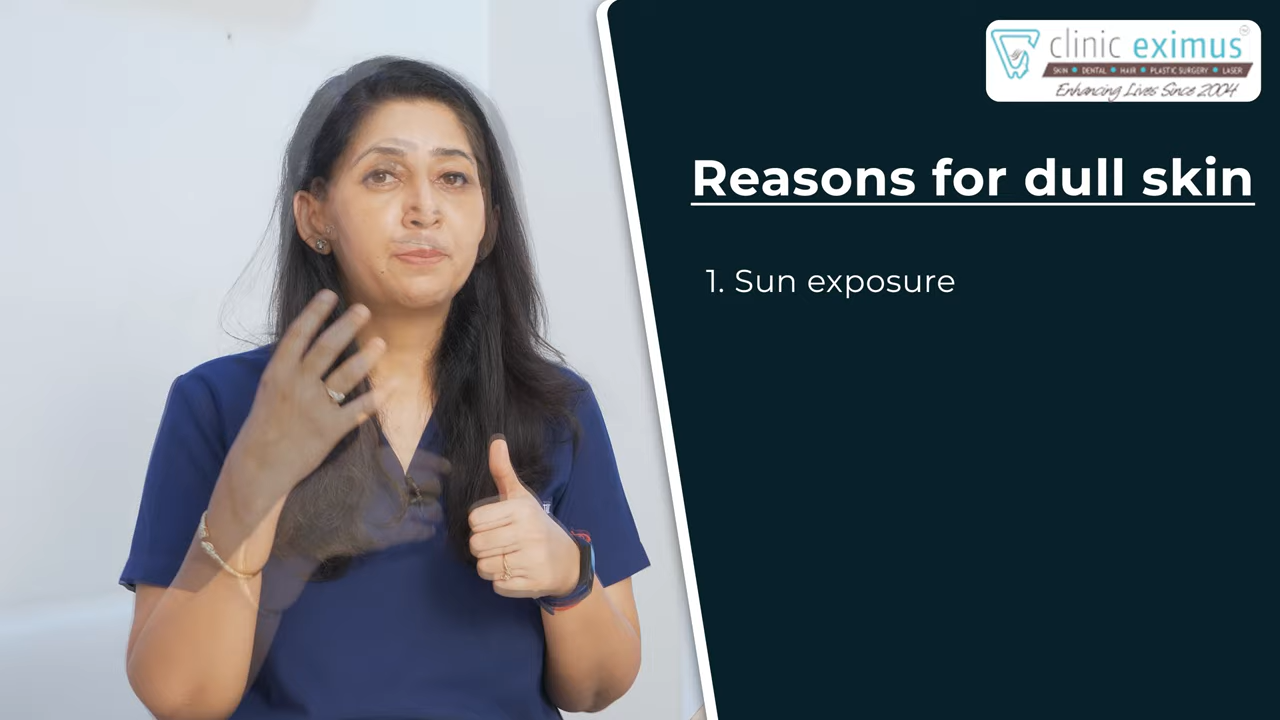 clinic eximus
SKIN • DENTAL • HAIR • PLASTIC SURGERY • LASER
Enhancing Lives Since 2004
Reasons for dull skin
1. Sun exposure